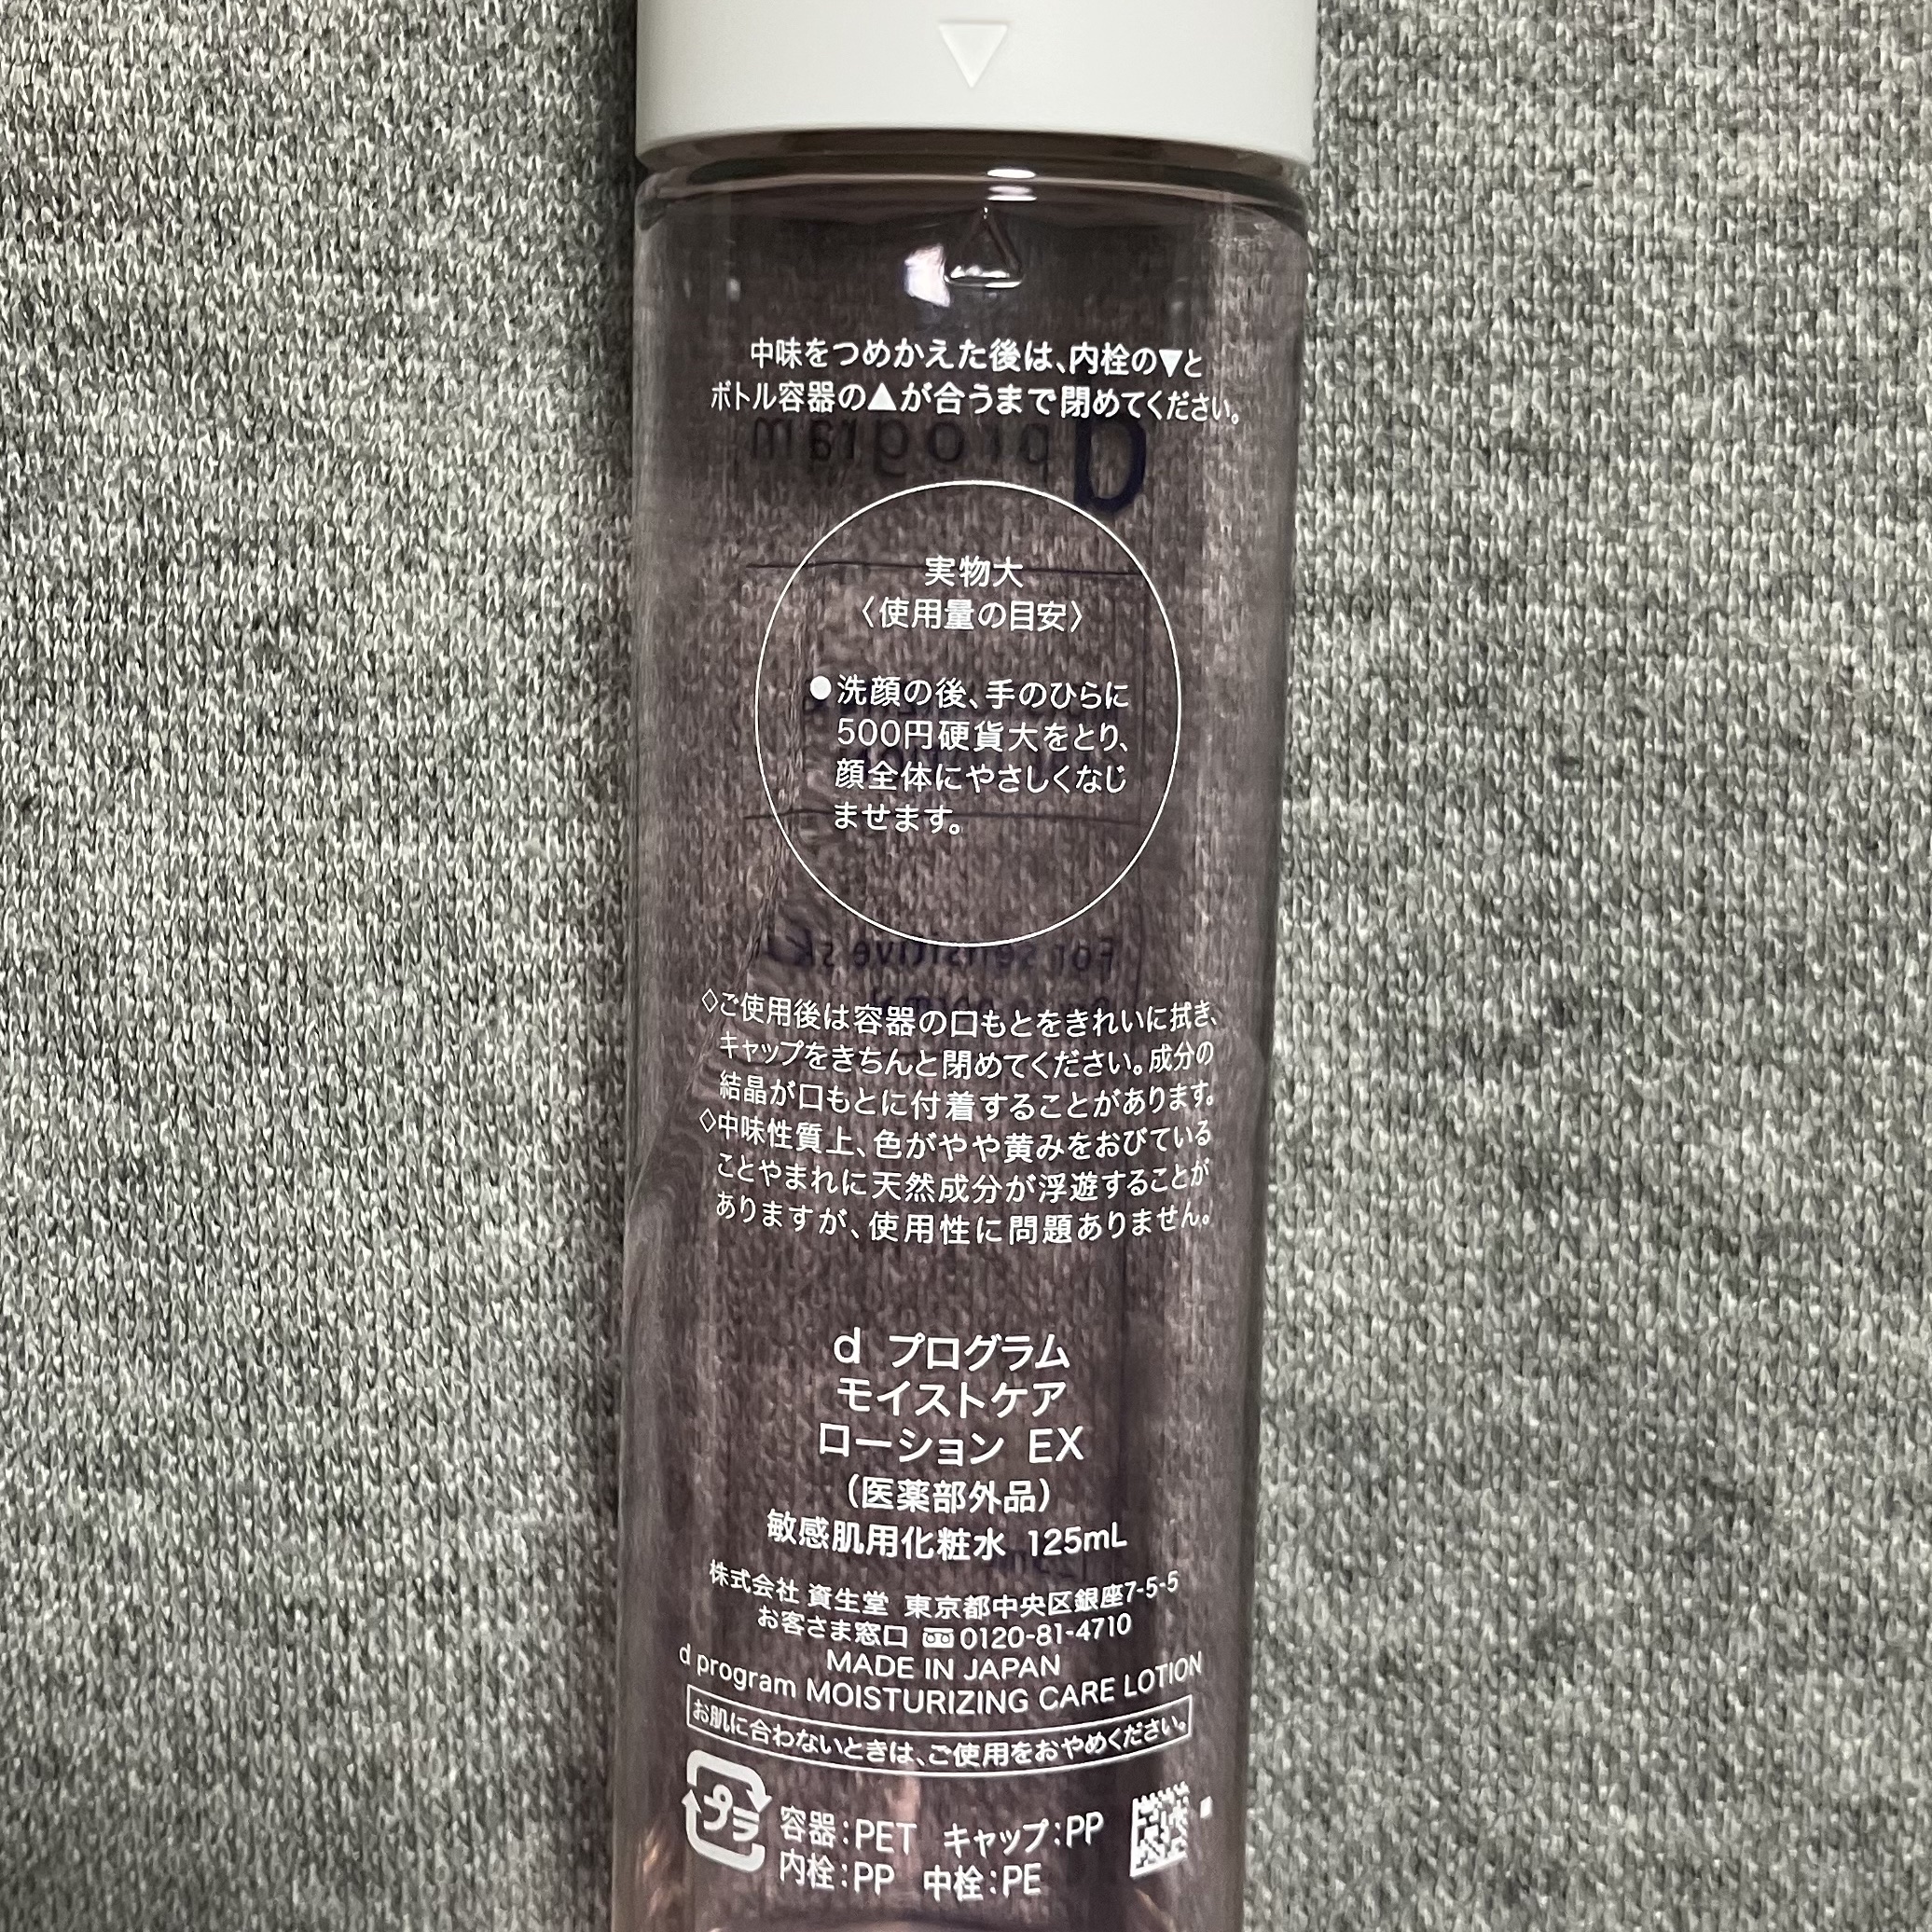 中味をつめかえた後は、内栓の▼と
ボトル容器の▲が合うまで閉めてください。
d program
実物大
〈使用量の目安〉
●洗顔の後、手のひらに
500円硬貨大をとり、
顔全体にやさしくなじ
ませます。
For sensitive sk
◇ご使用後は容器の口もとをきれいに拭き、
キャップをきちんと閉めてください。成分の
結晶が口もとに付着することがあります。
◇中味性質上、色がやや黄みをおびている
ことやまれに天然成分が浮遊することが
ありますが、使用性に問題ありません。
d プログラム
モイストケア
ローション EX
(医薬部外品)
敏感肌用化粧水 125mL
株式会社 資生堂 東京都中央区銀座7-5-5
お客さま窓口 0120-81-4710
MADE IN JAPAN
d program MOISTURIZING CARE LOTION
お肌に合わないときは、ご使用をおやめください。
プラ
容器:PET キャップ:PP
内栓:PP 中栓:PE